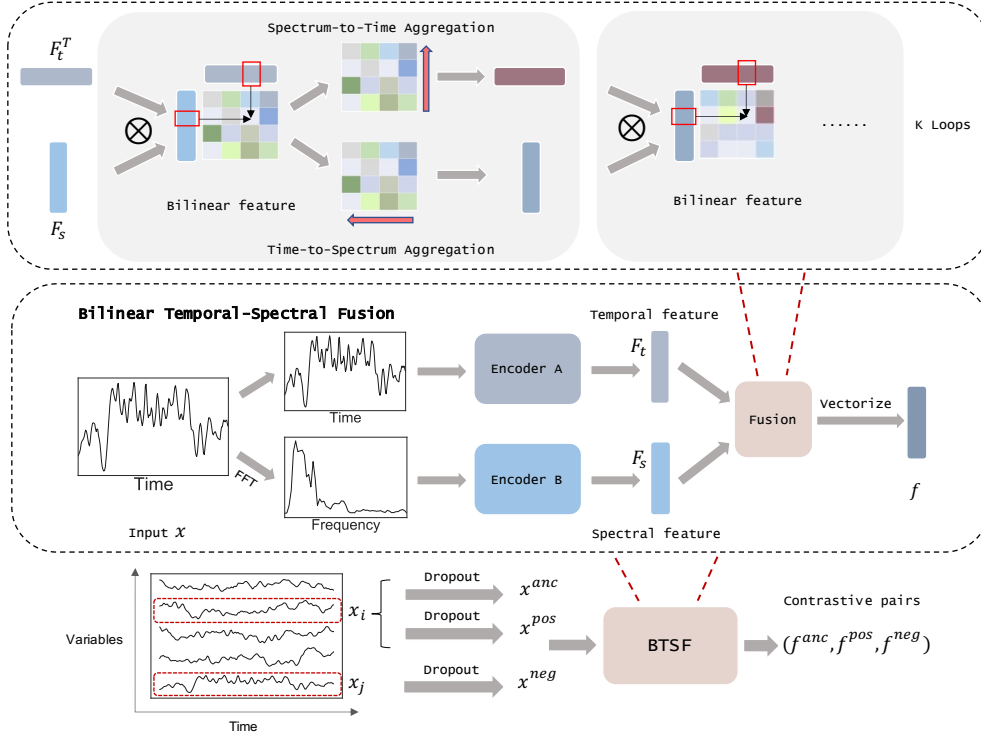 Spectrum-to-Time Aggregation
F_t^T
⊗
⊗
......
K Loops
Bilinear feature
Bilinear feature
F_s
Time-to-Spectrum Aggregation
Bilinear Temporal-Spectral Fusion
Temporal feature
F_t
Encoder A
Time
Fusion
Vectorize
Time
FFT
F_s
Encoder B
f
Frequency
Input x
Spectral feature
Dropout
x^{anc}
Contrastive pairs
x_i
Dropout
x^{pos}
Variables
BTSF
(f^{anc}, f^{pos}, f^{neg})
Dropout
x_j
x^{neg}
Time